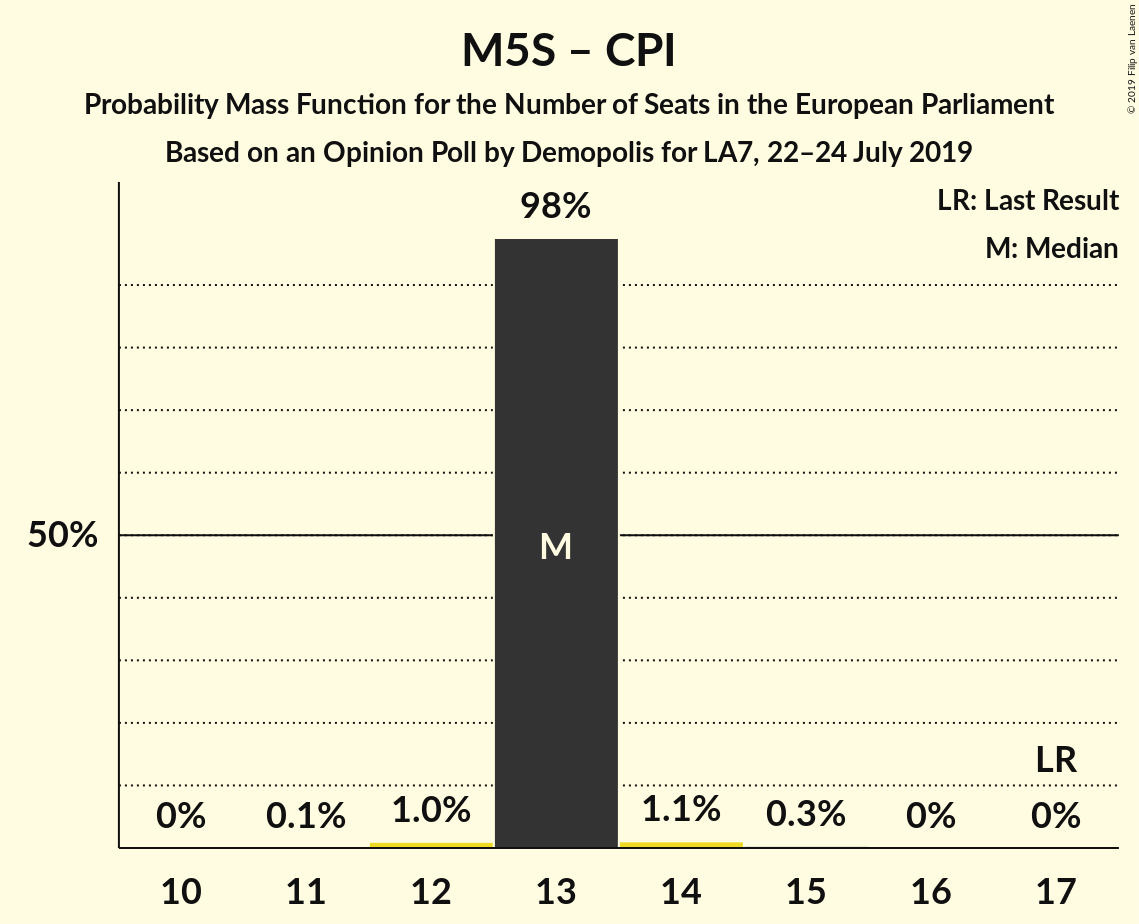 M5S – CPI
Probability Mass Function for the Number of Seats in the European Parliament
Based on an Opinion Poll by Demopolis for LA7, 22–24 July 2019
© 2019 Filip van Laenen
LR: Last Result
M: Median
98%
50%
M
LR
0%
0.1%
1.0%
1.1%
0.3%
0%
0%
10
11
12
13
14
15
16
17